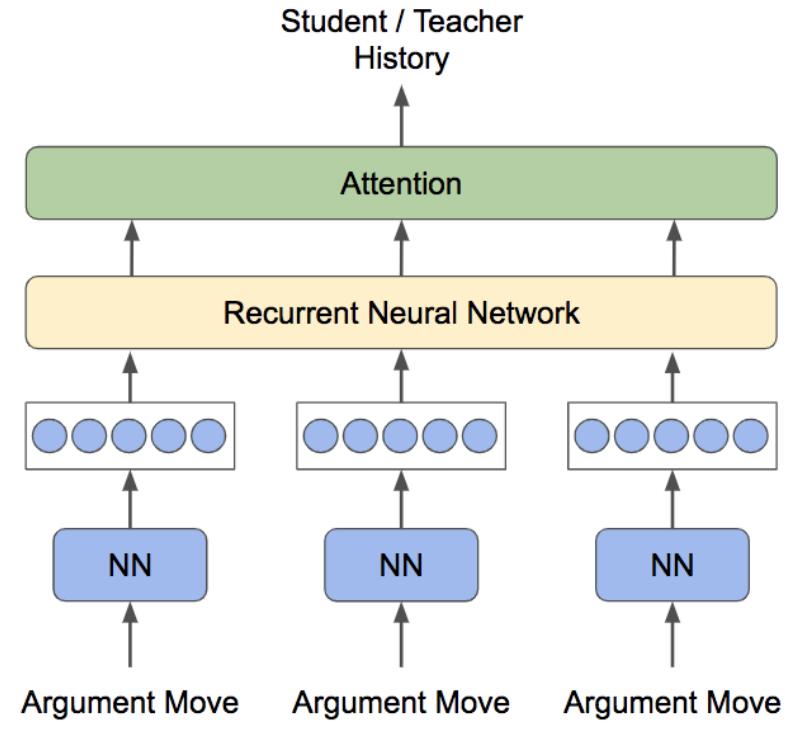 Student / Teacher
History
Attention
Recurrent Neural Network
NN NN NN
Argument Move Argument Move Argument Move